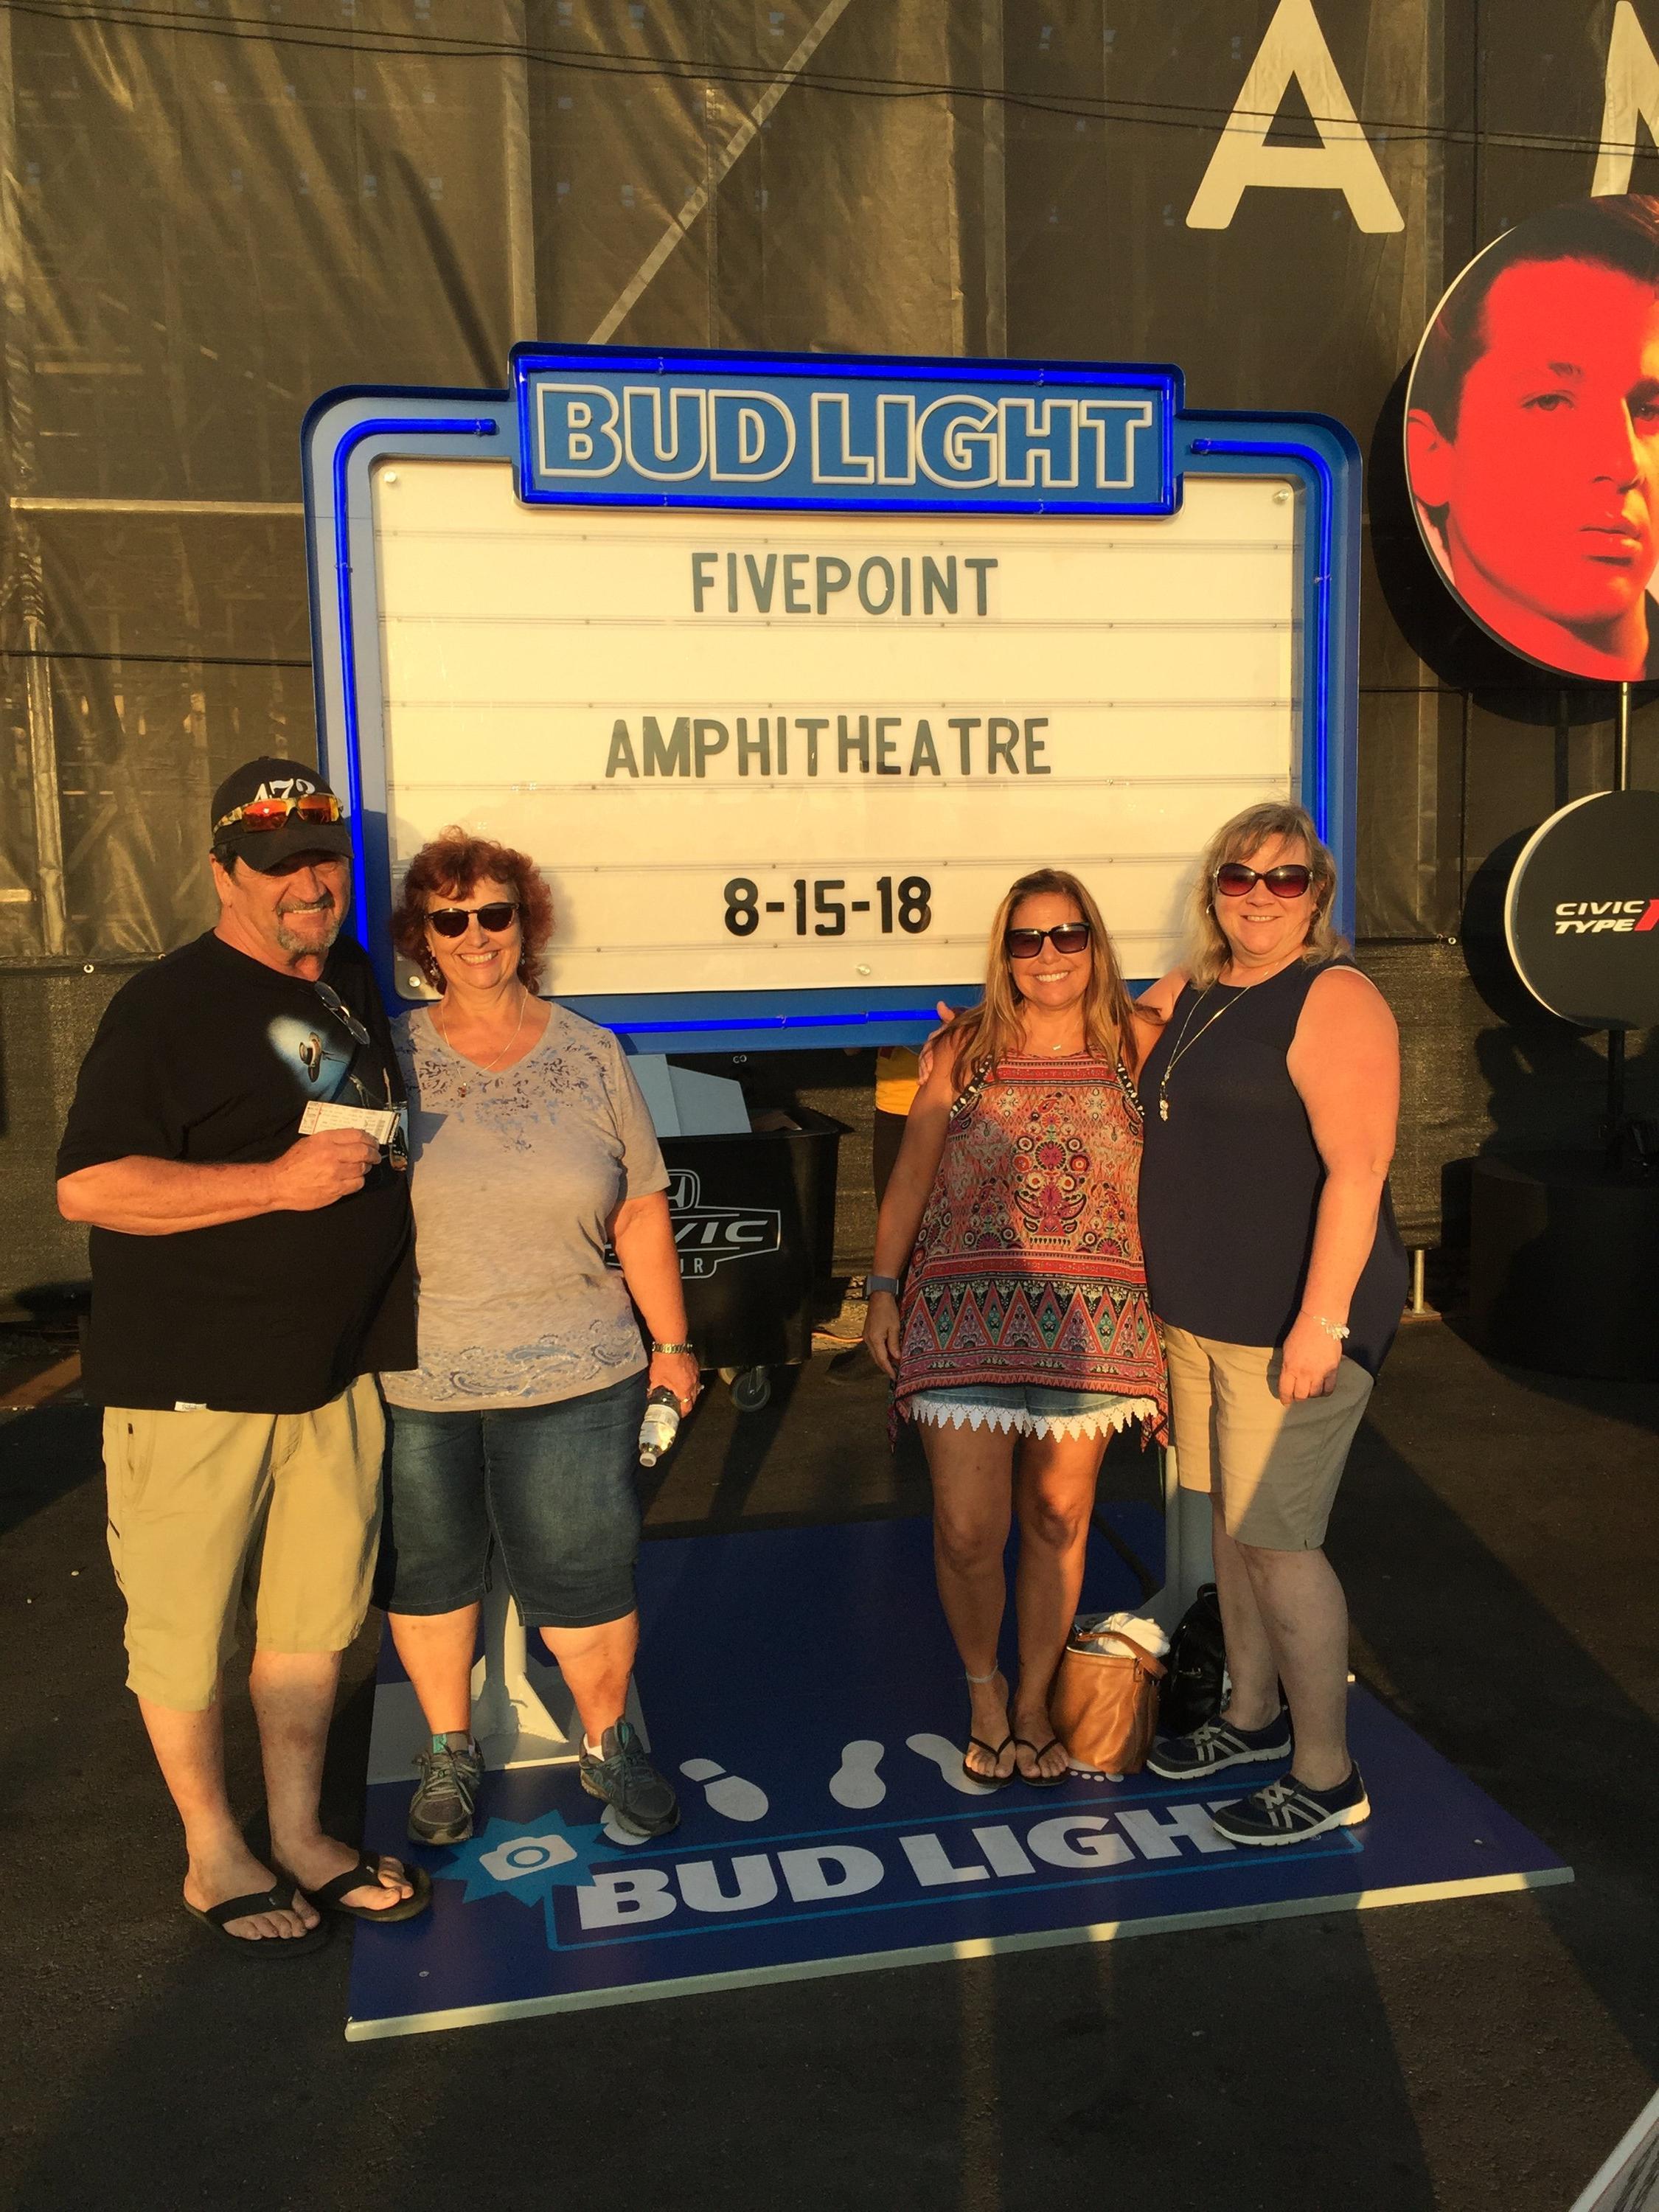 A
BUD LIGHT
FIVEPOINT
AMPHITHEATRE
8-15-18
CIVIC
TYPE
BUD LIGHT